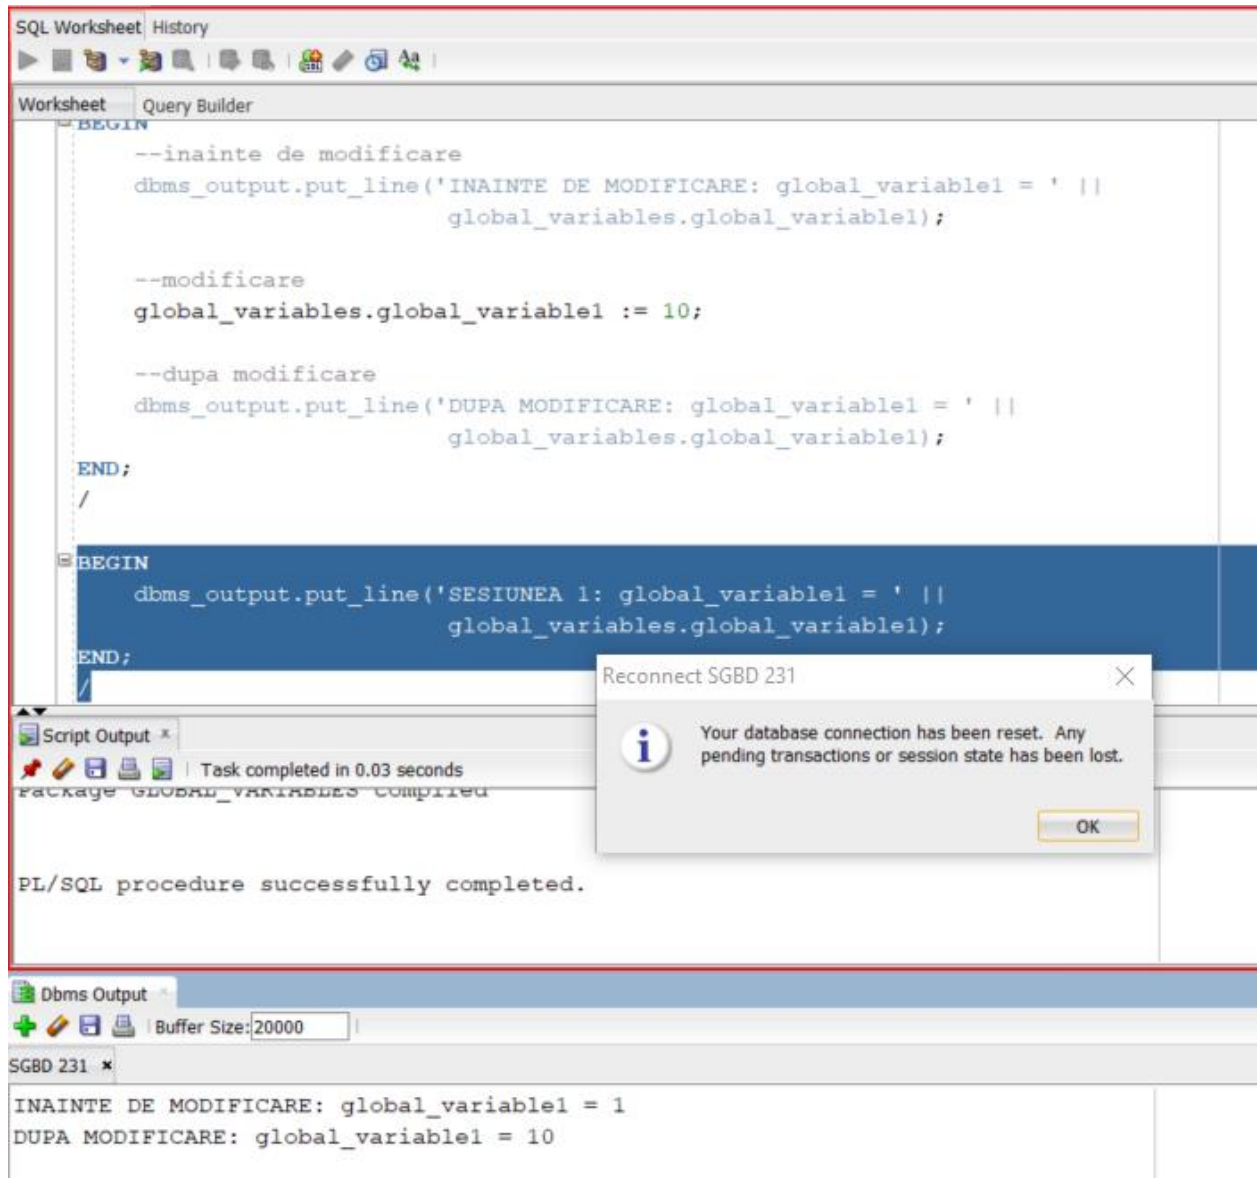 SQL Worksheet History
Worksheet Query Builder
BEGIN
--inainte de modificare
dbms_output.put_line('INAINTE DE MODIFICARE: global_variable1 = ' ||
global_variables.global_variable1);
--modificare
global_variables.global_variable1 := 10;
--dupa modificare
dbms_output.put_line('DUPA MODIFICARE: global_variable1 = ' ||
global_variables.global_variable1);
END;
/
BEGIN
dbms_output.put_line('SESIUNEA 1: global_variable1 = ' ||
global_variables.global_variable1);
END;
/
Reconnect SGBD 231
Your database connection has been reset. Any
pending transactions or session state has been lost.
OK
Script Output
Task completed in 0.03 seconds
Package GLOBAL_VARIABLES compiled
PL/SQL procedure successfully completed.
Dbms Output
Buffer Size: 20000
SGBD 231
INAINTE DE MODIFICARE: global_variable1 = 1
DUPA MODIFICARE: global_variable1 = 10